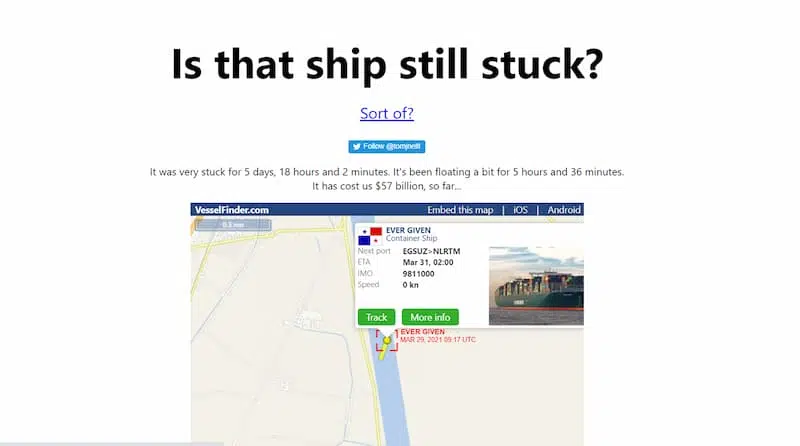 Is that ship still stuck?
Sort of?
Follow @tomjneill
It was very stuck for 5 days, 18 hours and 2 minutes. It's been floating a bit for 5 hours and 36 minutes.
It has cost us $57 billion, so far...
VesselFinder.com Embed this map | iOS | Android
0.3 nm
EVER GIVEN
Container Ship
Next port EGSUZ>NLRTM
ETA Mar 31, 02:00
IMO 9811000
Speed 0 kn
Track More info
EVER GIVEN
MAR 29, 2021 09:17 UTC